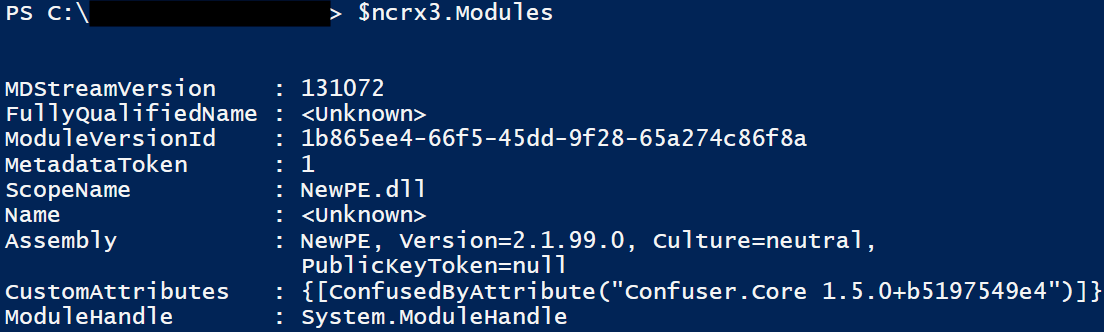 PS C:\> $ncrx3.Modules
MDStreamVersion : 131072
FullyQualifiedName : <Unknown>
ModuleVersionId : 1b865ee4-66f5-45dd-9f28-65a274c86f8a
MetadataToken : 1
ScopeName : NewPE.dll
Name : <Unknown>
Assembly : NewPE, Version=2.1.99.0, Culture=neutral,
PublicKeyToken=null
CustomAttributes : {[ConfusedByAttribute("Confuser.Core 1.5.0+b5197549e4")]}
ModuleHandle : System.ModuleHandle